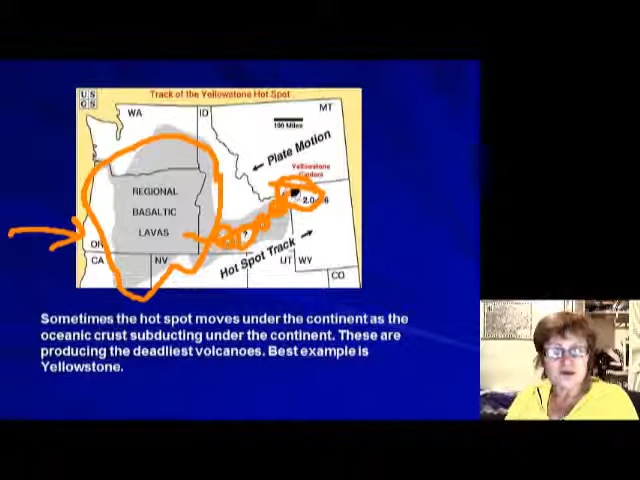 US
GS
Track of the Yellowstone Hot Spot
WA
ID
MT
100 Miles
Plate Motion
Yellowstone
Caldera
REGIONAL
BASALTIC
LAVAS
OR
?
Hot Spot Track
CA
NV
UT
WY
CO
Sometimes the hot spot moves under the continent as the
oceanic crust subducting under the continent. These are
producing the deadliest volcanoes. Best example is
Yellowstone.